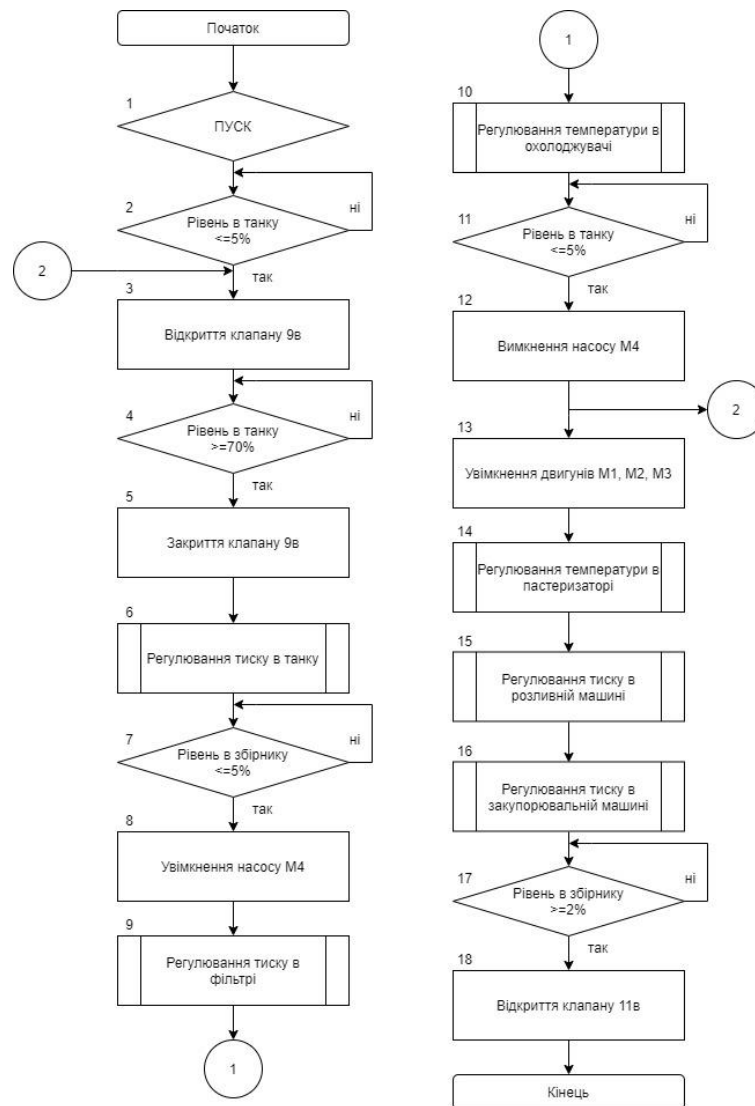 Початок
1
ПУСК
2
Рівень в танку
<=5%
ні
так
2
3
Відкриття клапану 9в
4
Рівень в танку
>=70%
ні
так
5
Закриття клапану 9в
6
Регулювання тиску в танку
7
Рівень в збірнику
<=5%
ні
так
8
Увімкнення насосу М4
9
Регулювання тиску в
фільтрі
1
1
10
Регулювання температури в
охолоджувачі
11
Рівень в танку
<=5%
ні
так
12
Вимкнення насосу М4
2
13
Увімкнення двигунів М1, М2, М3
14
Регулювання температури в
пастеризаторі
15
Регулювання тиску в
розливній машині
16
Регулювання тиску в
закупорювальній машині
17
Рівень в збірнику
>=2%
ні
так
18
Відкриття клапану 11в
Кінець